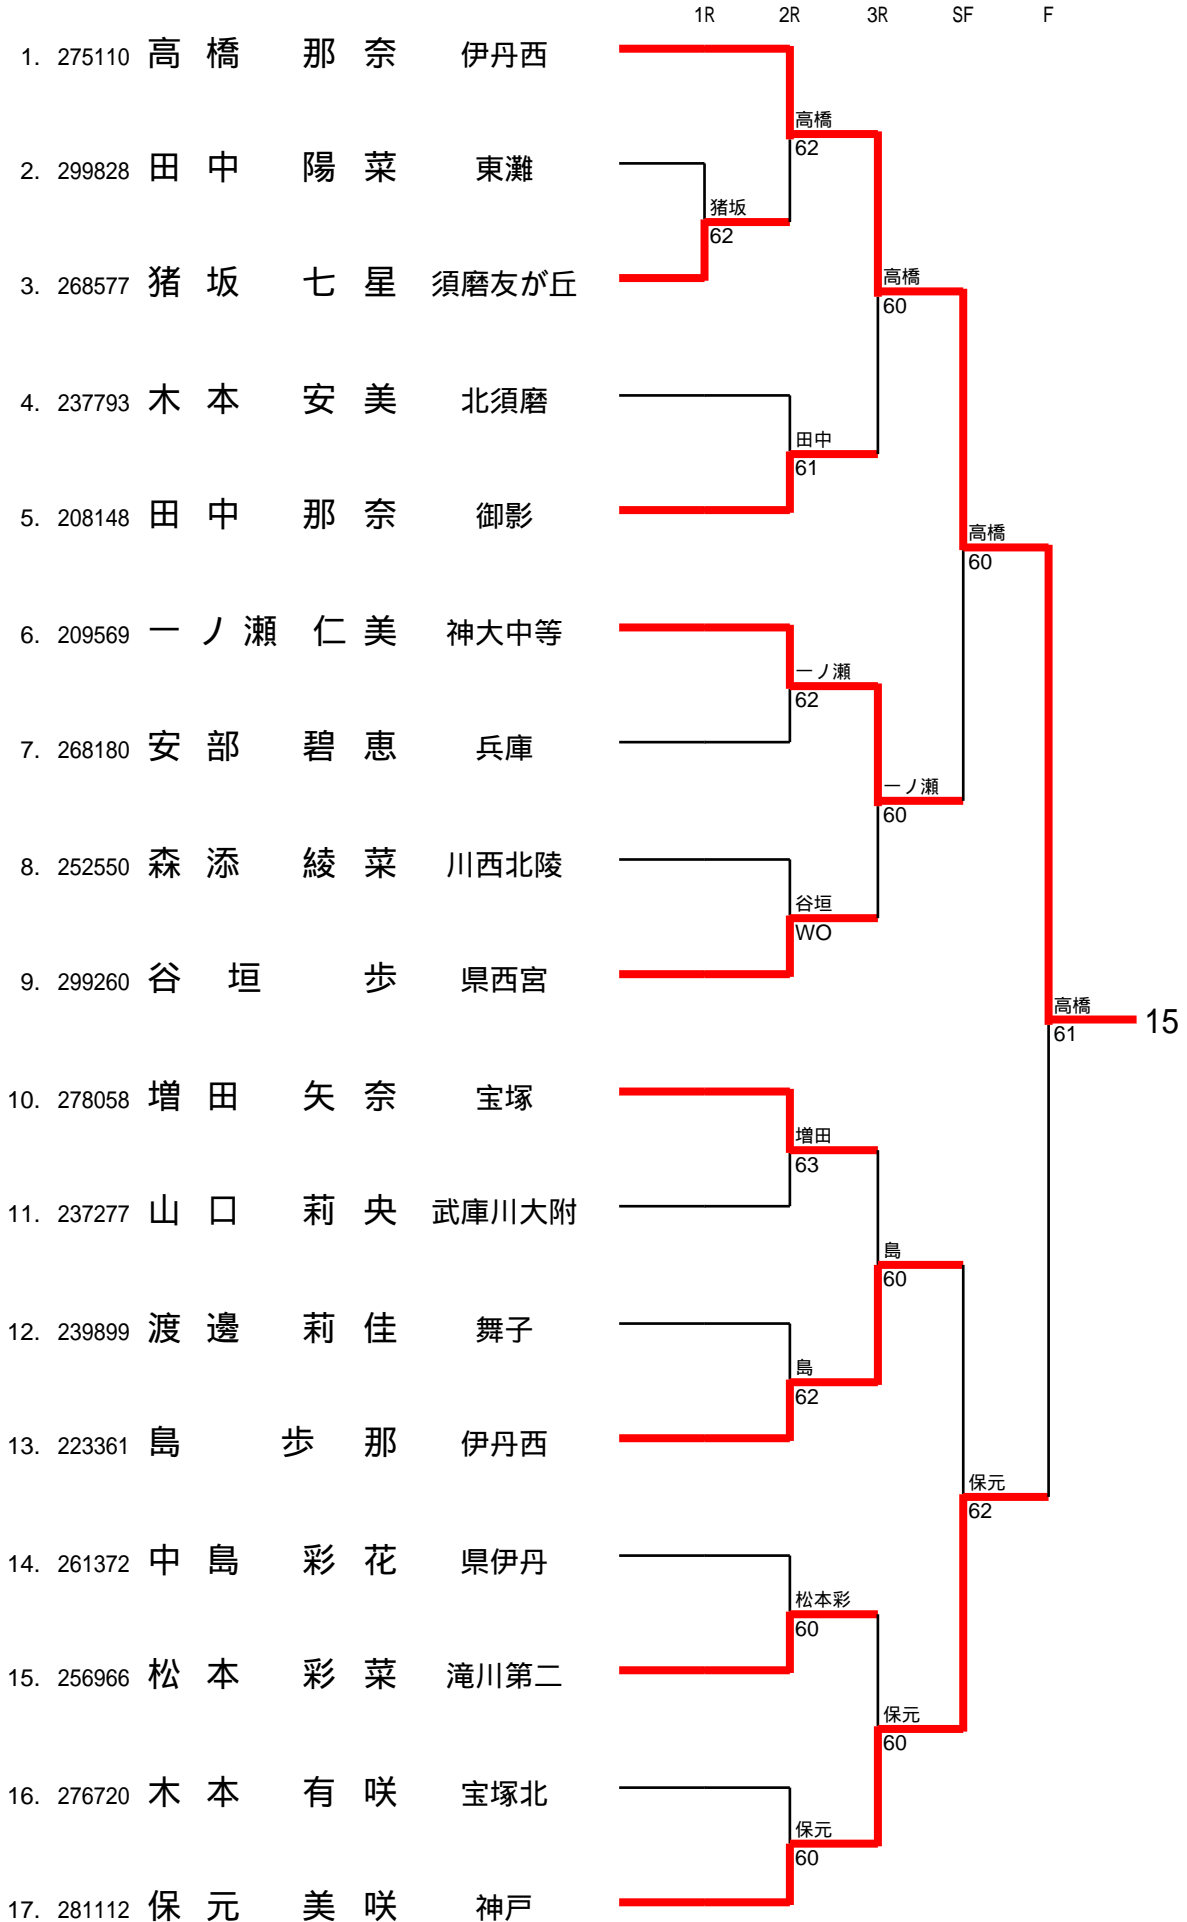 1R 2R 3R SF F
1. 275110 高橋 那奈 伊丹西
高橋
62
2. 299828 田中 陽菜 東灘
猪坂
62
3. 268577 猪坂 七星 須磨友が丘
高橋
60
4. 237793 木本 安美 北須磨
田中
61
5. 208148 田中 那奈 御影
高橋
60
6. 209569 一ノ瀬 仁美 神大中等
一ノ瀬
62
7. 268180 安部 碧恵 兵庫
一ノ瀬
60
8. 252550 森添 綾菜 川西北陵
谷垣
WO
9. 299260 谷垣 歩 県西宮
高橋
61
15
10. 278058 増田 矢奈 宝塚
増田
63
11. 237277 山口 莉央 武庫川大附
島
60
12. 239899 渡邊 莉佳 舞子
島
62
13. 223361 島 歩那 伊丹西
保元
62
14. 261372 中島 彩花 県伊丹
松本彩
60
15. 256966 松本 彩菜 滝川第二
保元
60
16. 276720 木本 有咲 宝塚北
保元
60
17. 281112 保元 美咲 神戸